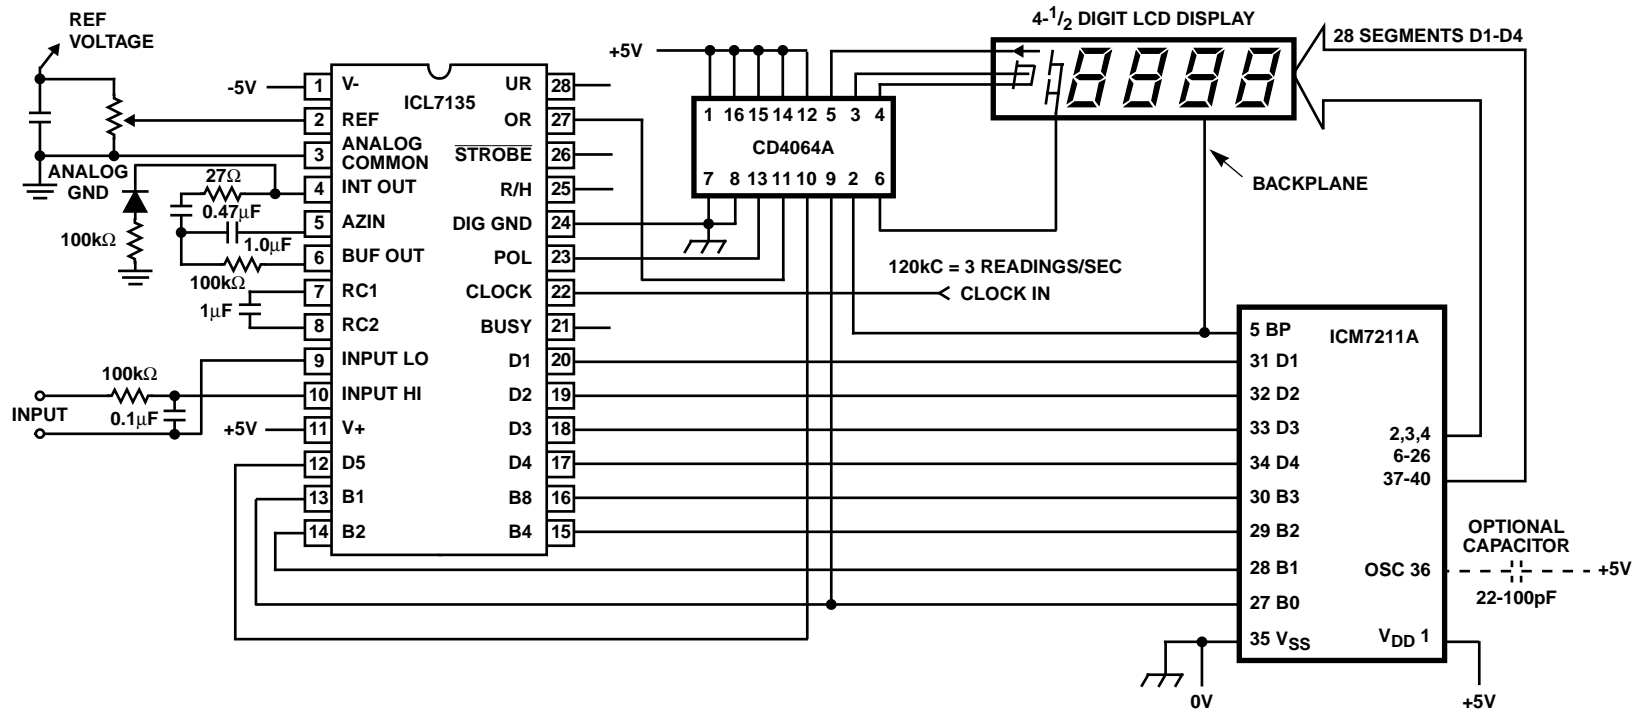 REF
VOLTAGE
-5V
ANALOG
GND
27Ω
0.47µF
100kΩ
1.0µF
100kΩ
1µF
100kΩ
INPUT
0.1µF
+5V
ICL7135
1 V-
2 REF
3 ANALOG
COMMON
4 INT OUT
5 AZIN
6 BUF OUT
7 RC1
8 RC2
9 INPUT LO
10 INPUT HI
11 V+
12 D5
13 B1
14 B2
UR 28
OR 27
STROBE 26
R/H 25
DIG GND 24
POL 23
CLOCK 22
BUSY 21
D1 20
D2 19
D3 18
D4 17
B8 16
B4 15
+5V
1 16 15 14 12 5 3 4
CD4064A
7 8 13 11 10 9 2 6
4-1/2 DIGIT LCD DISPLAY
8888
28 SEGMENTS D1-D4
BACKPLANE
120kC = 3 READINGS/SEC
CLOCK IN
ICM7211A
5 BP
31 D1
32 D2
33 D3
34 D4
30 B3
29 B2
28 B1
27 B0
35 VSS
2,3,4
6-26
37-40
OSC 36
VDD 1
OPTIONAL
CAPACITOR
+5V
22-100pF
0V
+5V